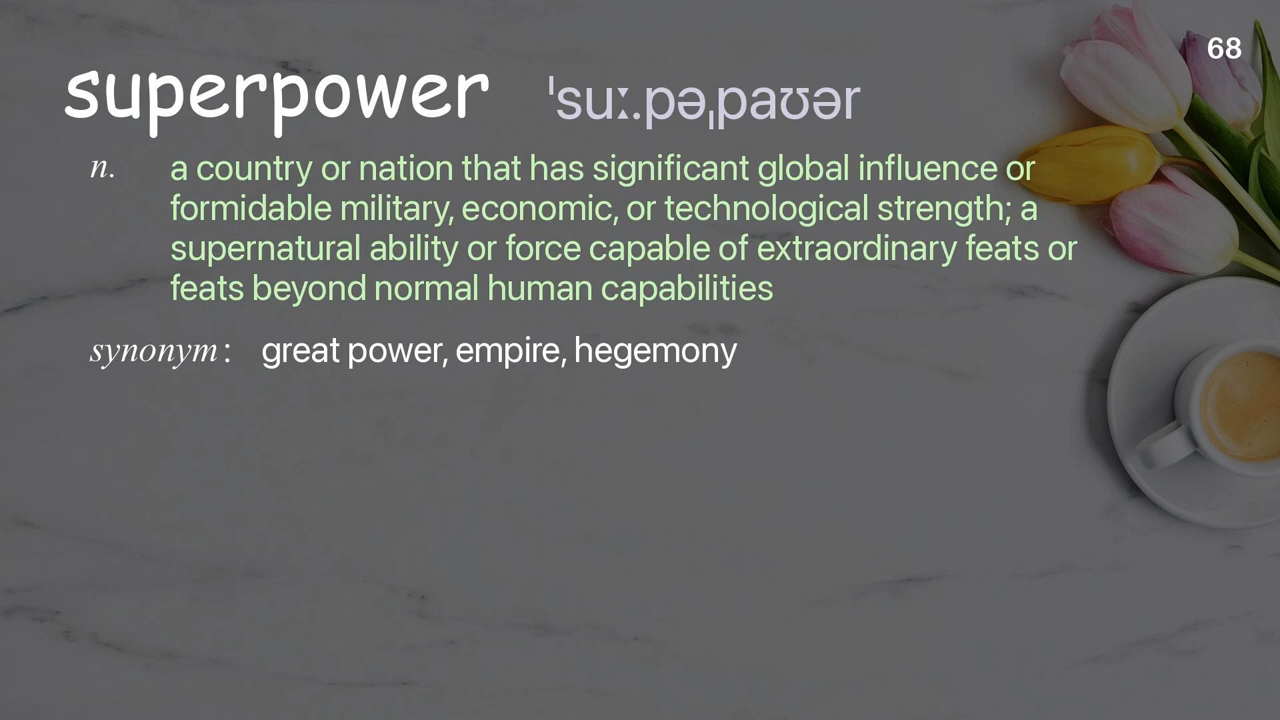 68
superpower ˈsuː.pəˌpaʊər
n. a country or nation that has significant global influence or
formidable military, economic, or technological strength; a
supernatural ability or force capable of extraordinary feats or
feats beyond normal human capabilities
synonym: great power, empire, hegemony